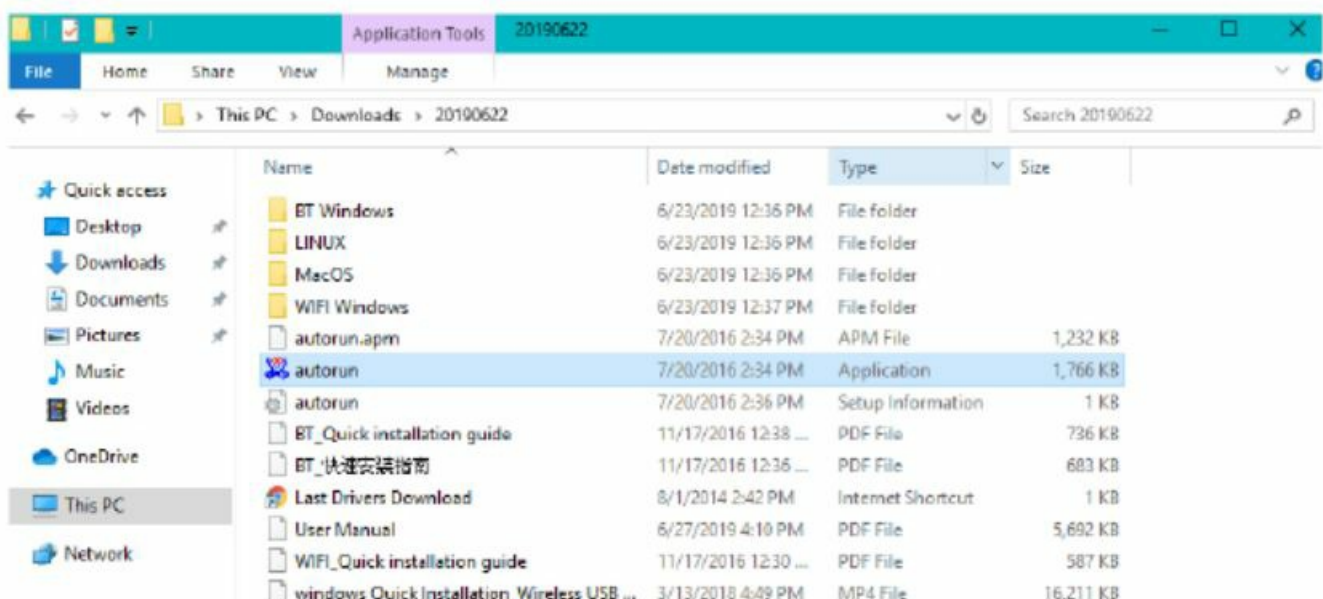 Application Tools 20190622
File Home Share View Manage
This PC > Downloads > 20190622 Search 20190622
Name Date modified Type Size
Quick access
Desktop
Downloads
Documents
Pictures
Music
Videos
OneDrive
This PC
Network
BT Windows 6/23/2019 12:36 PM File folder
LINUX 6/23/2019 12:36 PM File folder
MacOS 6/23/2019 12:36 PM File folder
WIFI Windows 6/23/2019 12:37 PM File folder
autorun.apm 7/20/2016 2:34 PM APM File 1,232 KB
autorun 7/20/2016 2:34 PM Application 1,766 KB
autorun 7/20/2016 2:36 PM Setup Information 1 KB
BT_Quick installation guide 11/17/2016 12:38 ... PDF File 736 KB
BT_快速安装指南 11/17/2016 12:36 ... PDF File 683 KB
Last Drivers Download 8/1/2014 2:42 PM Internet Shortcut 1 KB
User Manual 6/27/2019 4:10 PM PDF File 5,692 KB
WIFI_Quick installation guide 11/17/2016 12:30 ... PDF File 587 KB
windows Quick Installation_Wireless USB ... 3/13/2018 4:49 PM MP4 File 16,211 KB